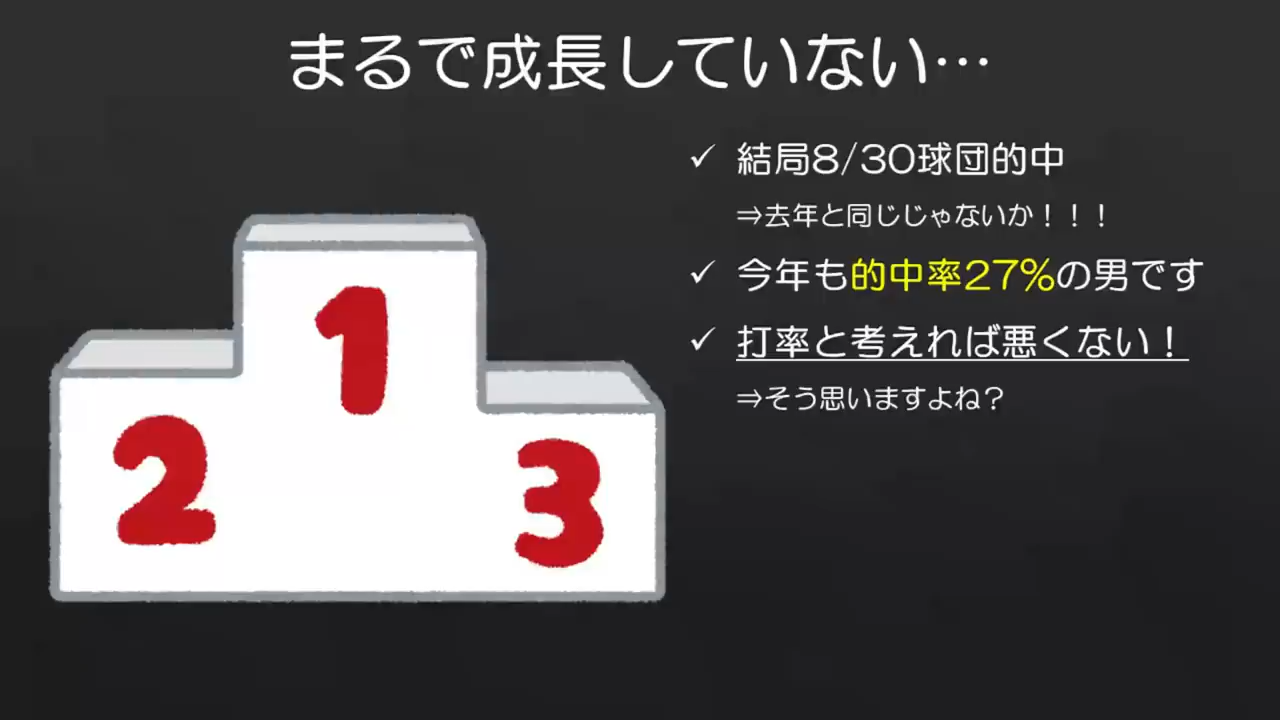 まるで成長していない…
✓ 結局8/30球団的中
⇒去年と同じじゃないか！！！
✓ 今年も的中率27%の男です
✓ 打率と考えれば悪くない！
⇒そう思いますよね？
1
2
3